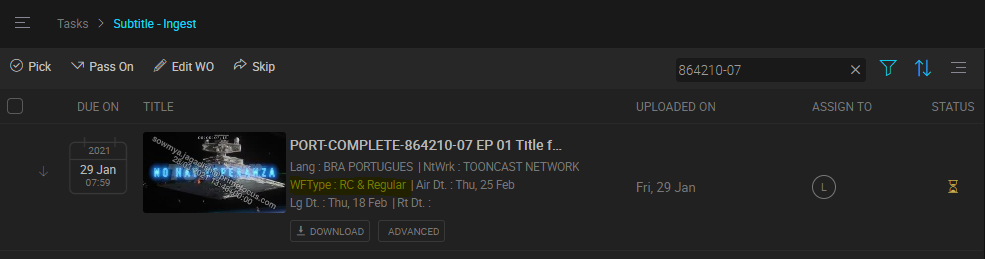 Tasks > Subtitle - Ingest
Pick Pass On Edit WO Skip 864210-07
DUE ON TITLE UPLOADED ON ASSIGN TO STATUS
2021
29 Jan
07:59
NO HAY ESPERANZA
PORT-COMPLETE-864210-07 EP 01 Title f...
Lang : BRA PORTUGUES | NtWrk : TOONCAST NETWORK
WFType : RC & Regular | Air Dt. : Thu, 25 Feb
Lg Dt. : Thu, 18 Feb | Rt Dt. :
DOWNLOAD ADVANCED
Fri, 29 Jan
L